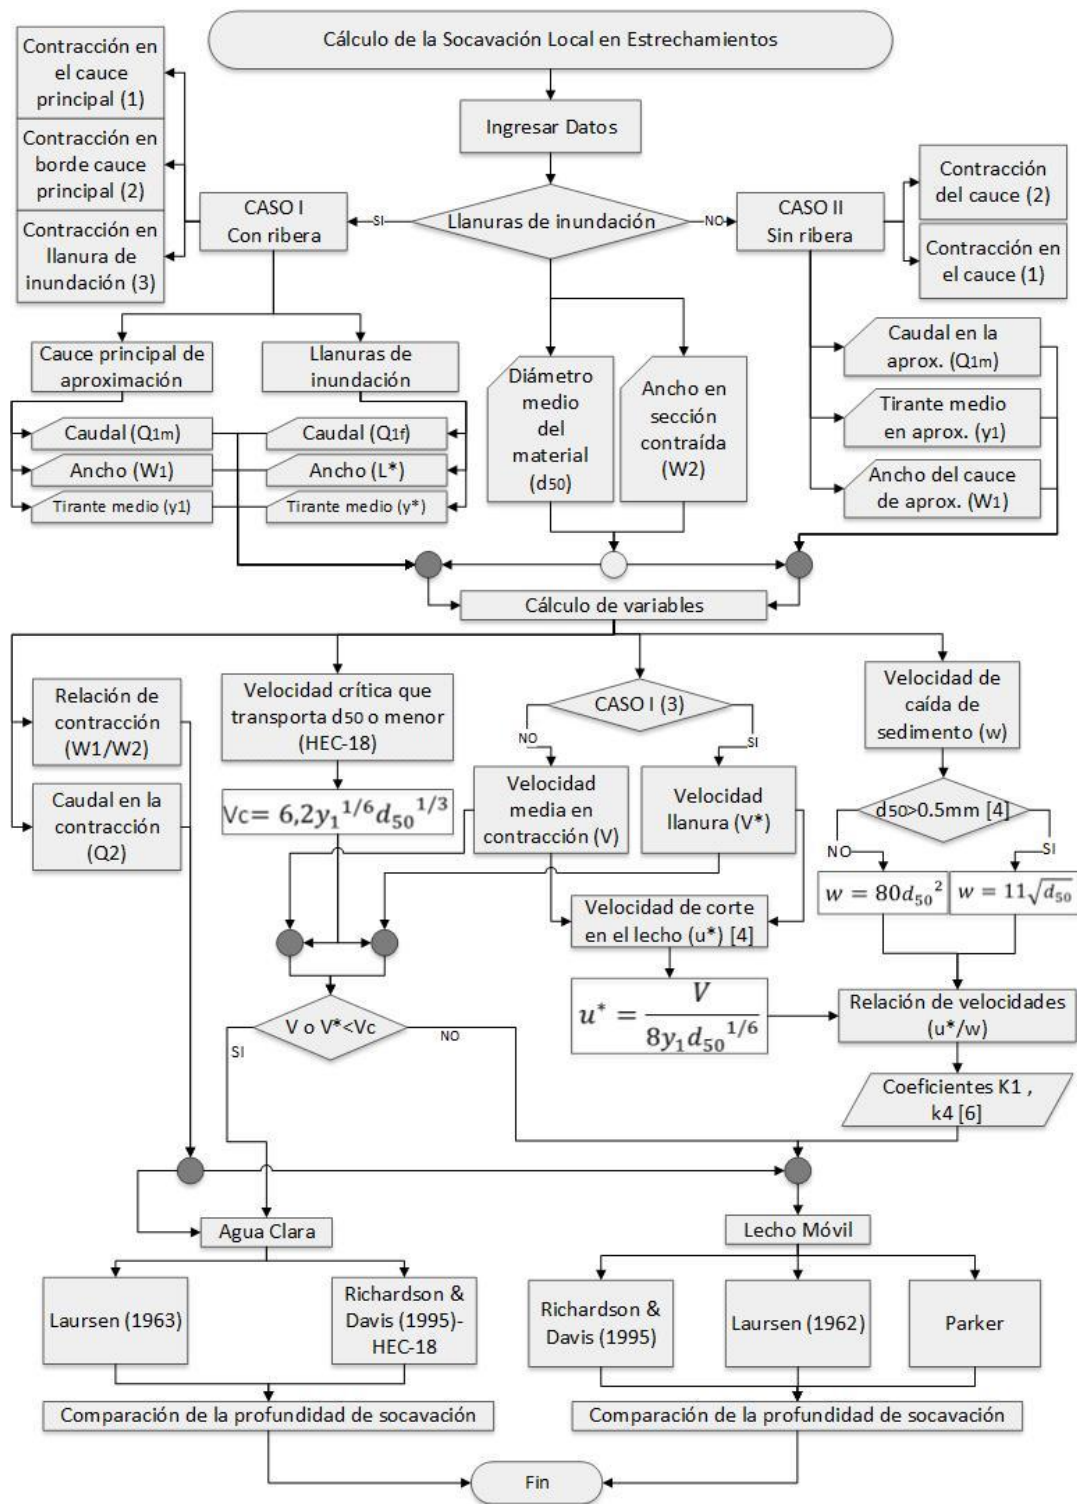 Cálculo de la Socavación Local en Estrechamientos
Ingresar Datos
Llanuras de inundación
SI
NO
CASO I
Con ribera
Contracción en
el cauce
principal (1)
Contracción en
borde cauce
principal (2)
Contracción en
llanura de
inundación (3)
CASO II
Sin ribera
Contracción
del cauce (2)
Contracción en
el cauce (1)
Cauce principal de
aproximación
Llanuras de
inundación
Caudal (Q1m)
Ancho (W1)
Tirante medio (y1)
Caudal (Q1f)
Ancho (L*)
Tirante medio (y*)
Diámetro
medio
del
material
(d50)
Ancho en
sección
contraída
(W2)
Caudal en la
aprox. (Q1m)
Tirante medio
en aprox. (y1)
Ancho del cauce
de aprox. (W1)
Cálculo de variables
Relación de
contracción
(W1/W2)
Caudal en la
contracción
(Q2)
Velocidad crítica que
transporta d50 o menor
(HEC-18)
Vc= 6,2y₁^1/6 d₅₀^1/3
CASO I (3)
NO
SI
Velocidad
media en
contracción (V)
Velocidad
llanura (V*)
Velocidad de corte
en el lecho (u*) [4]
u* = V / 8y₁d₅₀^1/6
Velocidad de
caída de
sedimento (w)
d50>0.5mm [4]
NO
SI
w = 80d₅₀²
w = 11√d₅₀
Relación de velocidades
(u*/w)
Coeficientes K1 ,
k4 [6]
V o V*<Vc
SI
NO
Agua Clara
Laursen (1963)
Richardson &
Davis (1995)-
HEC-18
Comparación de la profundidad de socavación
Lecho Móvil
Richardson &
Davis (1995)
Laursen (1962)
Parker
Comparación de la profundidad de socavación
Fin